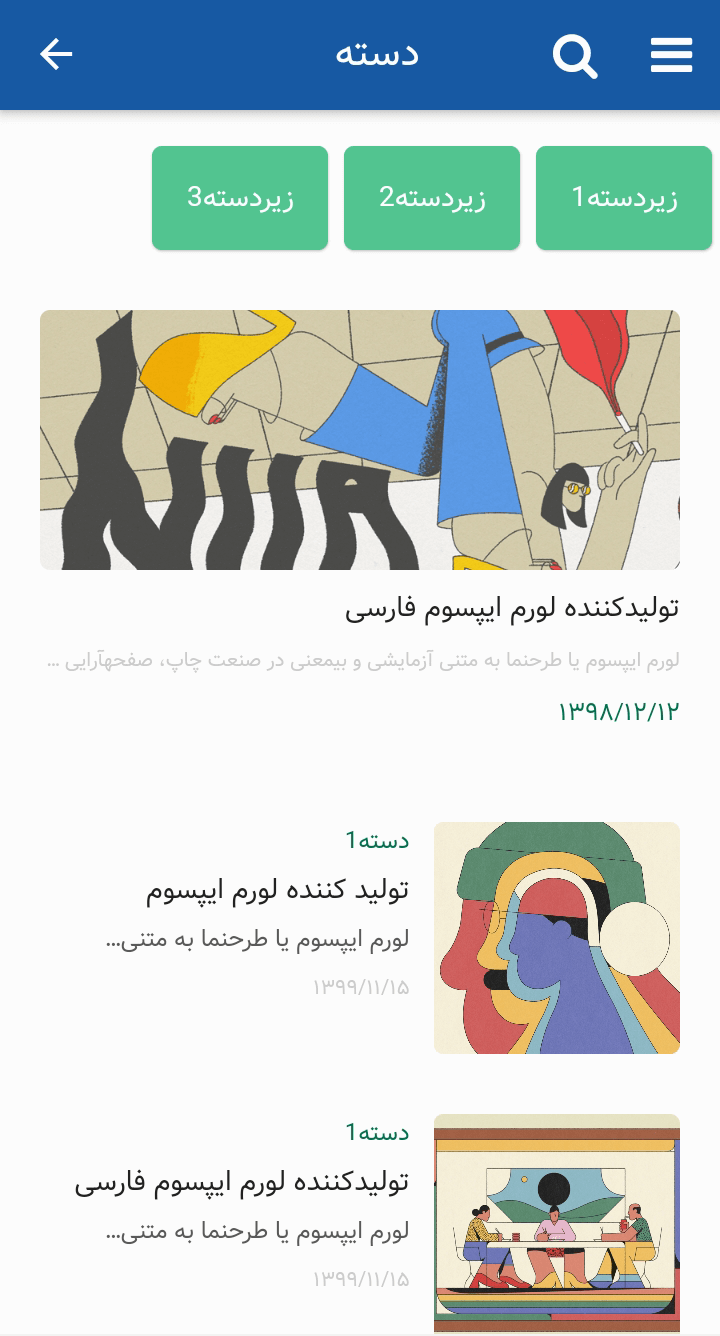 دسته
زیردسته1
زیردسته2
زیردسته3
تولیدکننده لورم ایپسوم فارسی
لورم ایپسوم یا طرحنما به متنی آزمایشی و بیمعنی در صنعت چاپ، صفحهآرایی ...
۱۳۹۸/۱۲/۱۲
دسته1
تولید کننده لورم ایپسوم
لورم ایپسوم یا طرحنما به متنی...
۱۳۹۹/۱۱/۱۵
دسته1
تولیدکننده لورم ایپسوم فارسی
لورم ایپسوم یا طرحنما به متنی...
۱۳۹۹/۱۱/۱۵